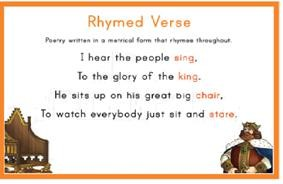 Rhymed Verse
Poetry written in a metrical form that rhymes throughout.
I hear the people sing,
To the glory of the king.
He sits up on his great big chair,
To watch everybody just sit and stare.